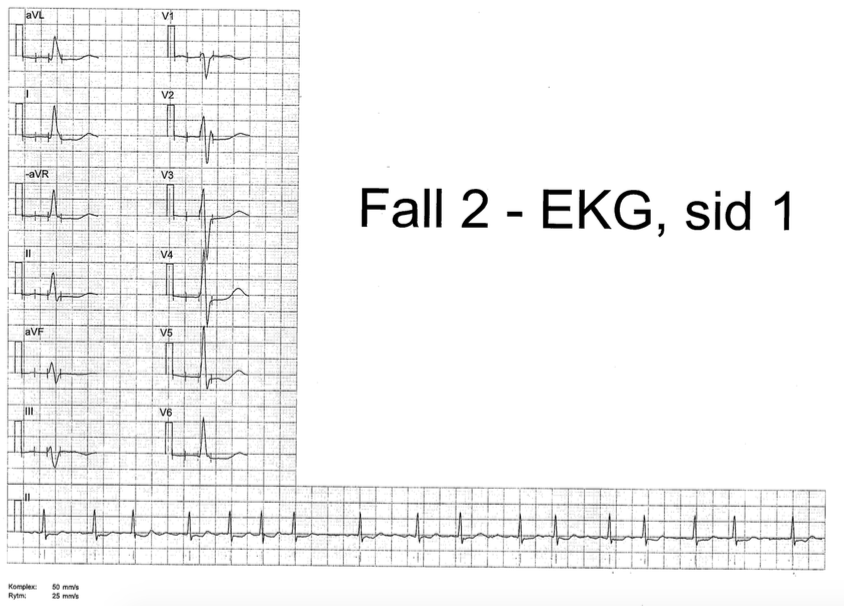 aVL
V1
I
V2
-aVR
V3
II
V4
aVF
V5
III
V6
Fall 2 - EKG, sid 1
II
Komplex: 50 mm/s
Rytm: 25 mm/s